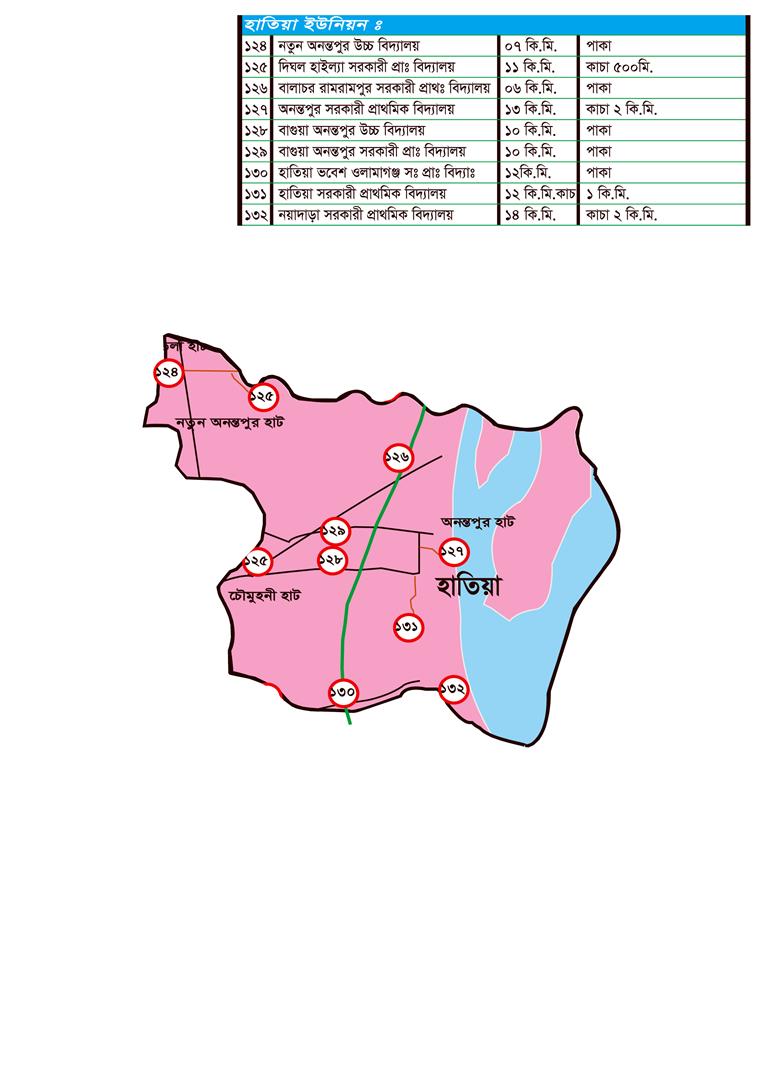 হাতিয়া ইউনিয়ন ঃ
১২৪ নতুন অনন্তপুর উচ্চ বিদ্যালয় ০৭ কি.মি. পাকা
১২৫ দিঘল হাইল্যা সরকারী প্রাঃ বিদ্যালয় ১১ কি.মি. কাচা ৫০০মি.
১২৬ বালাচর রামরামপুর সরকারী প্রাথঃ বিদ্যালয় ০৬ কি.মি. পাকা
১২৭ অনন্তপুর সরকারী প্রাথমিক বিদ্যালয় ১৩ কি.মি. কাচা ২ কি.মি.
১২৮ বাগুয়া অনন্তপুর উচ্চ বিদ্যালয় ১০ কি.মি. পাকা
১২৯ বাগুয়া অনন্তপুর সরকারী প্রাঃ বিদ্যালয় ১০ কি.মি. পাকা
১৩০ হাতিয়া ভবেশ ওলামাগঞ্জ সঃ প্রাঃ বিদ্যাঃ ১২কি.মি. পাকা
১৩১ হাতিয়া সরকারী প্রাথমিক বিদ্যালয় ১২ কি.মি.কাচ ১ কি.মি.
১৩২ নয়াদাড়া সরকারী প্রাথমিক বিদ্যালয় ১৪ কি.মি. কাচা ২ কি.মি.
১২৪
১২৫
নতুন অনন্তপুর হাট
১২৬
অনন্তপুর হাট
১২৯
১২৭
১২৫
১২৮
হাতিয়া
চৌমুহনী হাট
১৩১
১৩২
১৩০